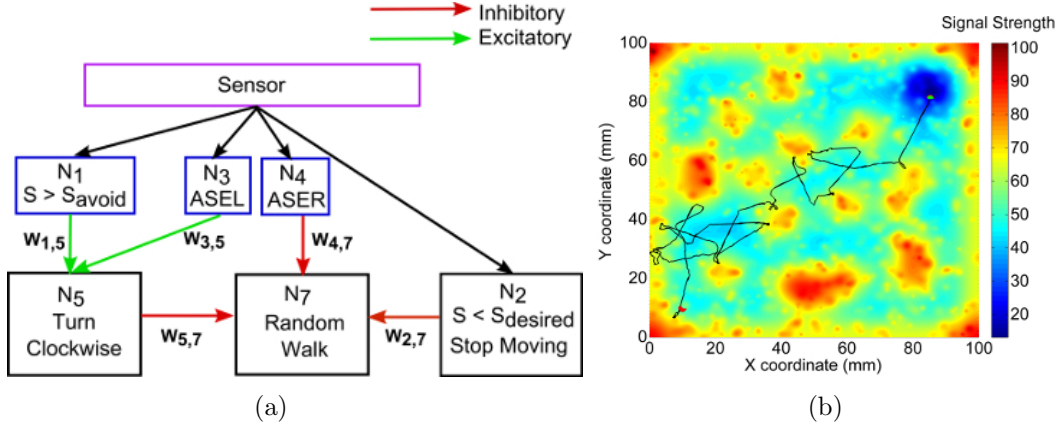 Inhibitory
Excitatory
Sensor
N1
S > Savoid
N3
ASEL
N4
ASER
w1,5
w3,5
w4,7
N5
Turn
Clockwise
w5,7
N7
Random
Walk
w2,7
N2
S < Sdesired
Stop Moving
(a)
Signal Strength
100
80
60
40
20
0
Y coordinate (mm)
0 20 40 60 80 100
X coordinate (mm)
100
90
80
70
60
50
40
30
20
(b)